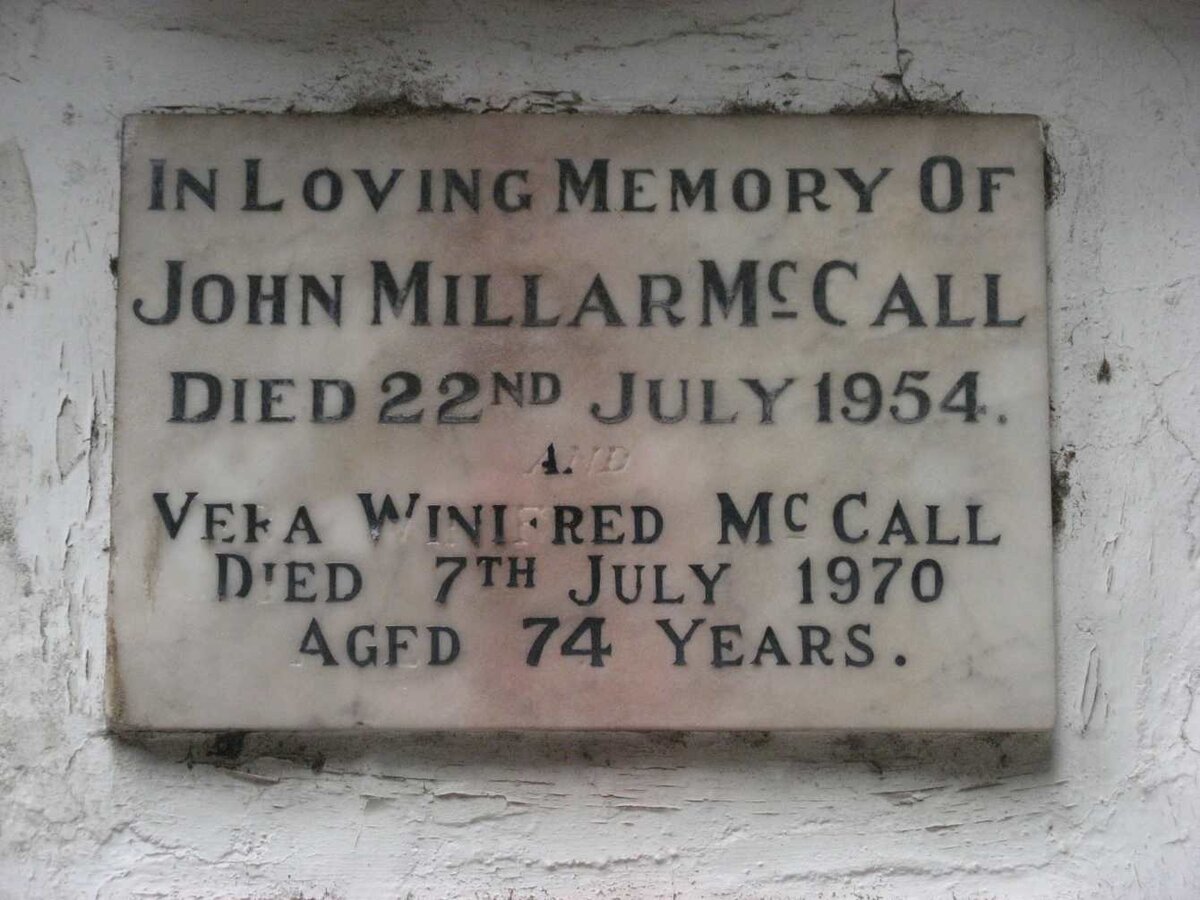 In Loving Memory Of
John Millar McCall
Died 22nd July 1954.
And
Vera Winifred McCall
Died 7th July 1970
Aged 74 Years.